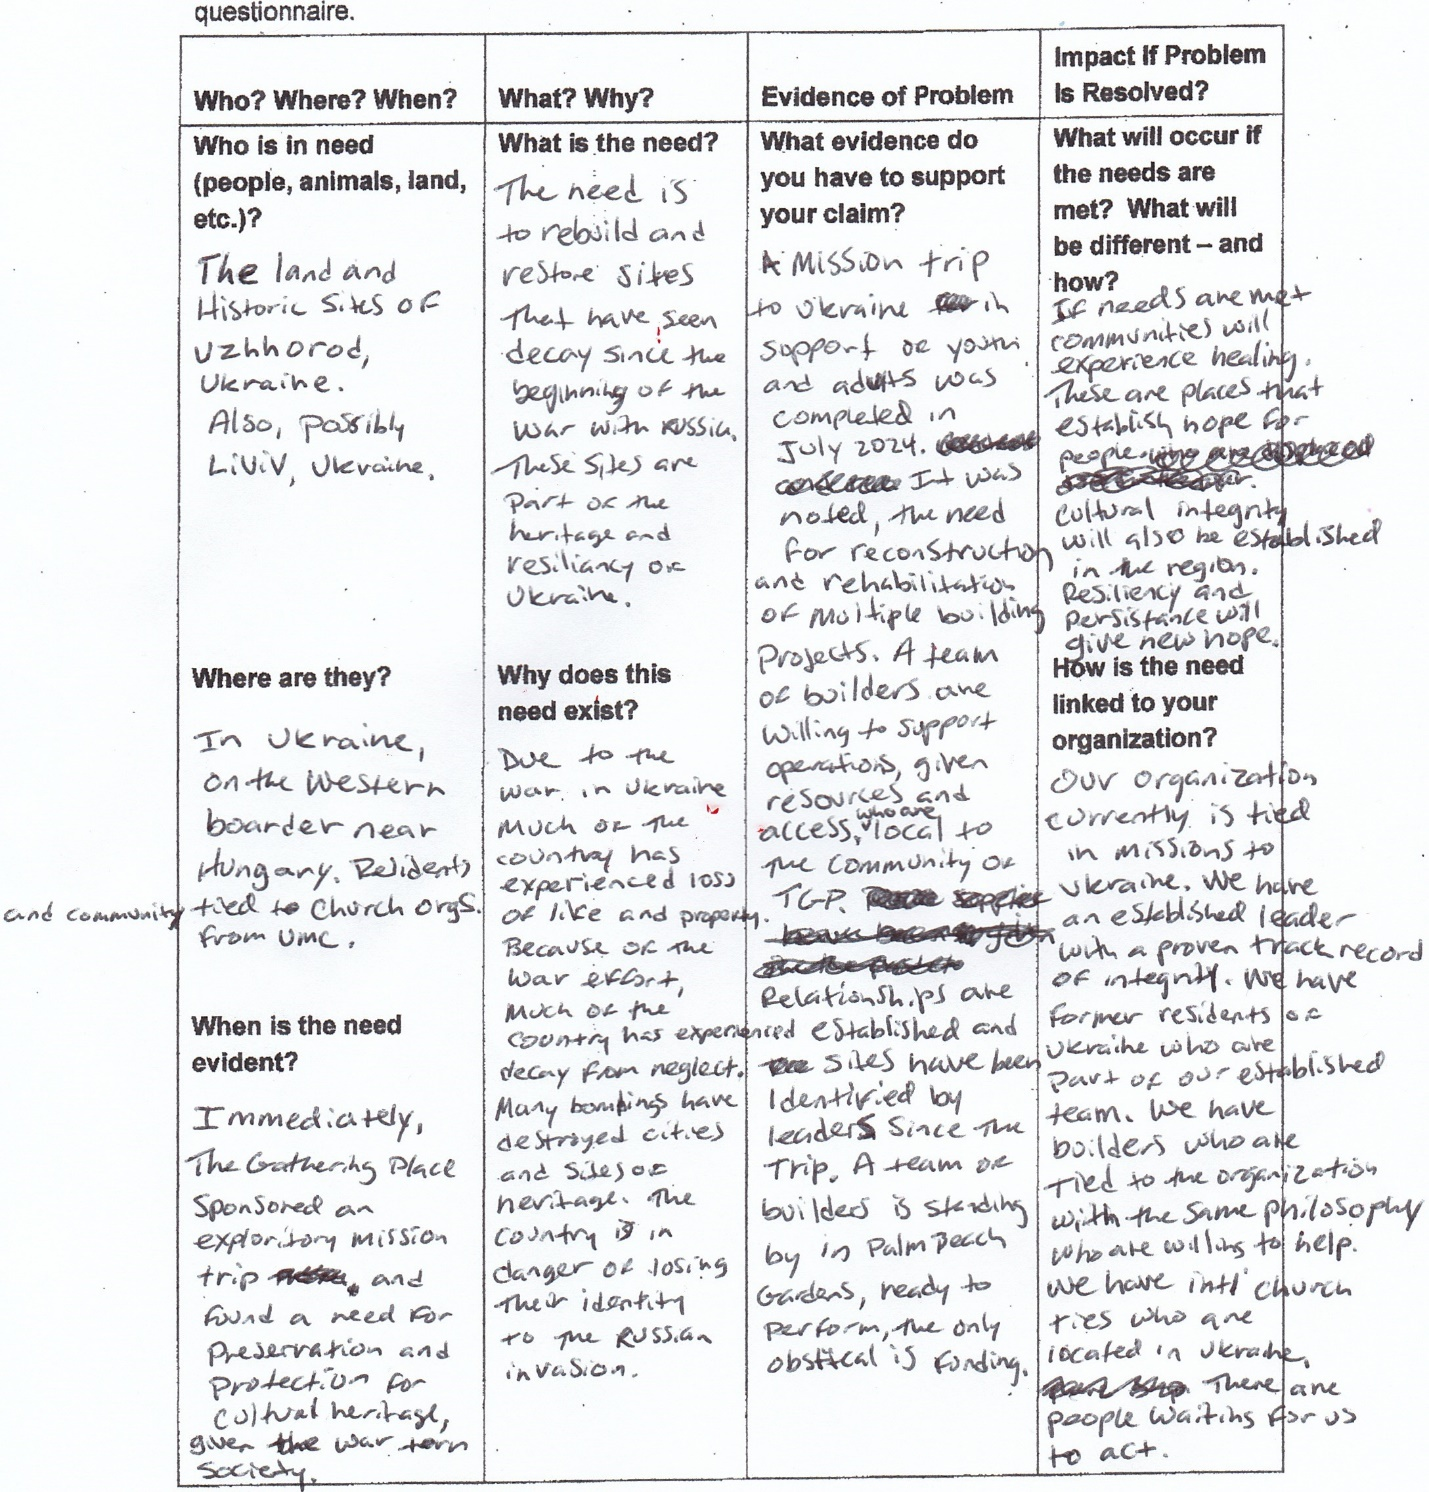 questionnaire.
Who? Where? When?
What? Why?
Evidence of Problem
Impact If Problem
Is Resolved?
Who is in need
(people, animals, land,
etc.)?
The land and
Historic Sites of
Uzhhorod,
Ukraine.
Also, possibly
LiViV, Ukraine.
Where are they?
In Ukraine,
on the Western
boarder near
Hungary. Residents
and community tied to Church orgs.
from UMC.
When is the need
evident?
Immediately,
The Gathering Place
Sponsored an
exploritory mission
trip and
found a need for
Preservation and
Protection for
cultural heritage,
given the war torn
society.
What is the need?
The need is
to rebuild and
restore sites
That have seen
decay since the
beginning of the
war with Russia.
These sites are
part of the
heritage and
resiliancy of
Ukraine.
Why does this
need exist?
Due to the
war in Ukraine
Much of the
country has
experienced loss
of life and property.
Because of the
war effort,
Much of the
country has experienced
decay from neglect.
Many bombings have
destroyed cities
and sites of
heritage. The
country is in
danger of losing
their identity
to the Russian
invasion.
What evidence do
you have to support
your claim?
A Mission trip
to Ukraine in
support of youth
and adults was
completed in
July 2024.
It was
noted, the need
for reconstruction
and rehabilitation
of multiple building
Projects. A team
of builders are
willing to support
operations, given
resources and
access, who are local to
the community of
TGP.
Relationships are
established and
sites have been
Identified by
leaders since the
Trip. A team of
builders is standing
by in Palm Beach
Gardens, ready to
perform, the only
obstical is funding.
What will occur if
the needs are
met? What will
be different – and
how?
If needs are met
communities will
experience healing.
These are places that
establish hope for
people.
Cultural integrity
will also be established
in the region.
Resiliency and
persistance will
give new hope.
How is the need
linked to your
organization?
Our organization
currently is tied
in missions to
Ukraine. We have
an established leader
with a proven track record
of integrity. We have
former residents of
Ukraine who are
part of our established
team. We have
builders who are
tied to the organization
with the same philosophy
who are willing to help.
We have intl' church
ties who are
located in Ukraine,
There are
people waiting for us
to act.